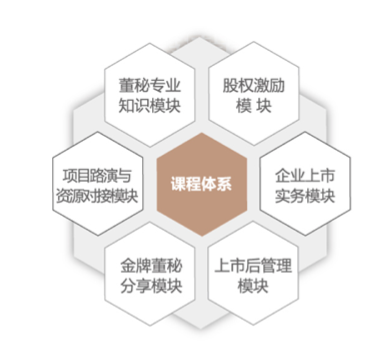 董秘专业
知识模块
股权激励
模 块
项目路演与
资源对接模块
课程体系
企业上市
实务模块
金牌董秘
分享模块
上市后管理
模块